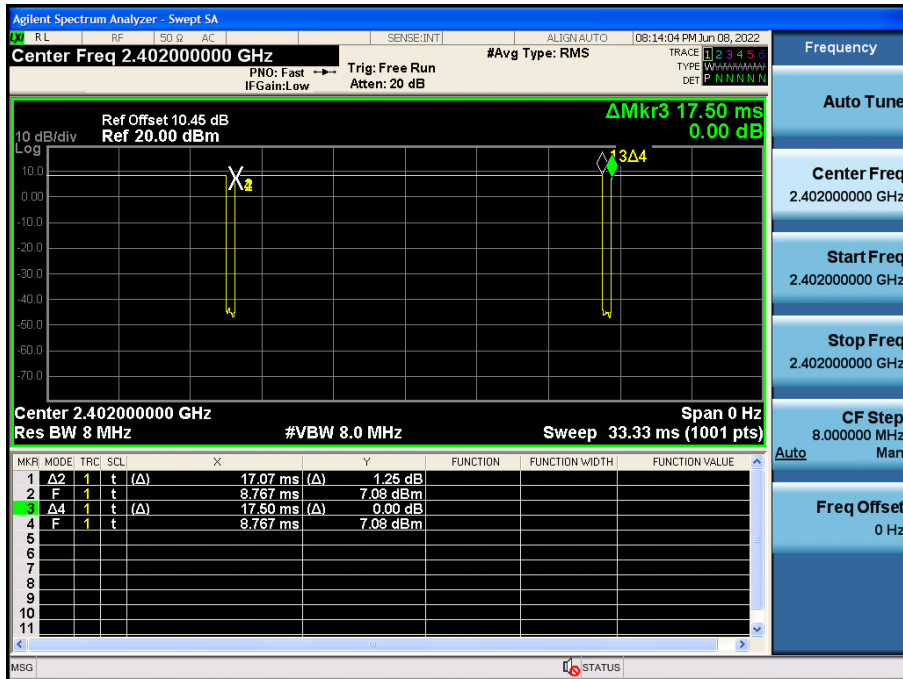 Agilent Spectrum Analyzer - Swept SA
LXI RL RF 50 Ω AC SENSE:INT ALIGN AUTO 08:14:04 PM Jun 08, 2022
Center Freq 2.402000000 GHz #Avg Type: RMS TRACE 1 2 3 4 5 6
PNO: Fast Trig: Free Run TYPE WWWWWW
IFGain:Low Atten: 20 dB DET P N N N N N
Frequency
Auto Tune
Center Freq
2.402000000 GHz
Start Freq
2.402000000 GHz
Stop Freq
2.402000000 GHz
CF Step
8.000000 MHz
Auto Man
Freq Offset
0 Hz
ΔMkr3 17.50 ms
0.00 dB
Ref Offset 10.45 dB
10 dB/div Ref 20.00 dBm
Log
10.0
0.00
-10.0
-20.0
-30.0
-40.0
-50.0
-60.0
-70.0
3Δ4
Center 2.402000000 GHz Span 0 Hz
Res BW 8 MHz #VBW 8.0 MHz Sweep 33.33 ms (1001 pts)
MKR MODE TRC SCL X Y FUNCTION FUNCTION WIDTH FUNCTION VALUE
1 Δ2 1 t (Δ) 17.07 ms (Δ) 1.25 dB
2 F 1 t 8.767 ms 7.08 dBm
3 Δ4 1 t (Δ) 17.50 ms (Δ) 0.00 dB
4 F 1 t 8.767 ms 7.08 dBm
5
6
7
8
9
10
11
MSG STATUS